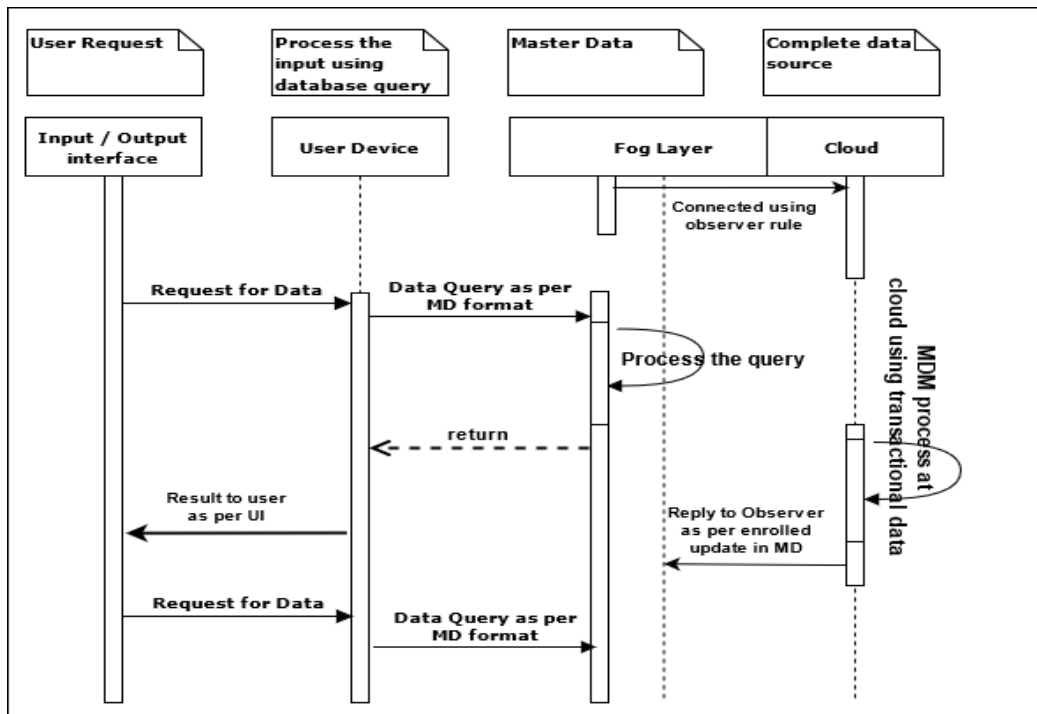 User Request
Process the
input using
database query
Master Data
Complete data
source
Input / Output
interface
User Device
Fog Layer
Cloud
Connected using
observer rule
Request for Data
Data Query as per
MD format
Process the query
MDM process at
cloud using transactional data
return
Result to user
as per UI
Reply to Observer
as per enrolled
update in MD
Request for Data
Data Query as per
MD format